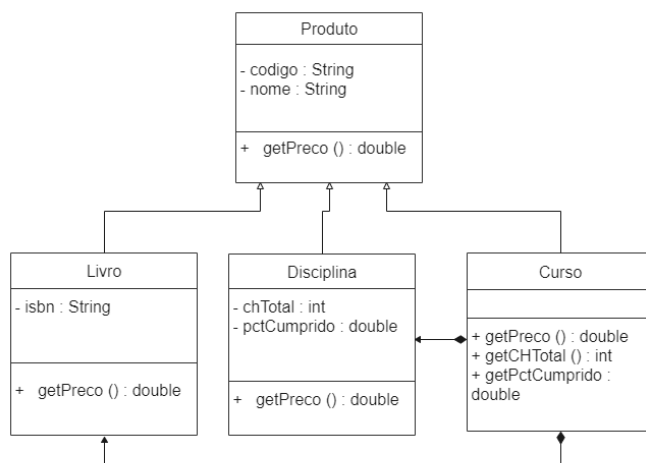 Produto
- codigo : String
- nome : String
+ getPreco () : double
Livro
- isbn : String
+ getPreco () : double
Disciplina
- chTotal : int
- pctCumprido : double
+ getPreco () : double
Curso
+ getPreco () : double
+ getCHTotal () : int
+ getPctCumprido :
double